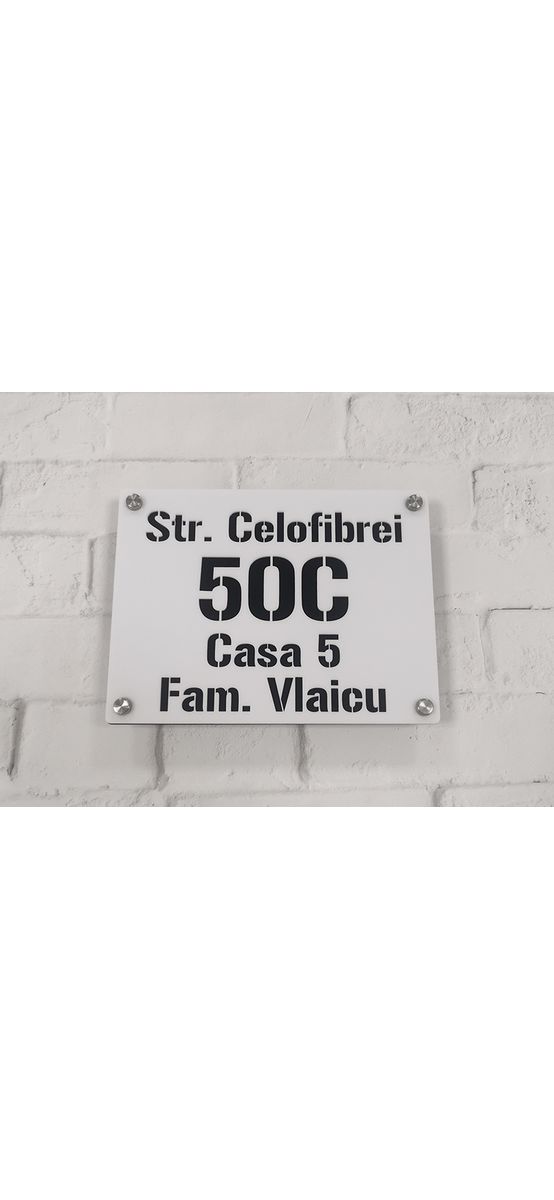 Str. Celofibrei
50C
Casa 5
Fam. Vlaicu